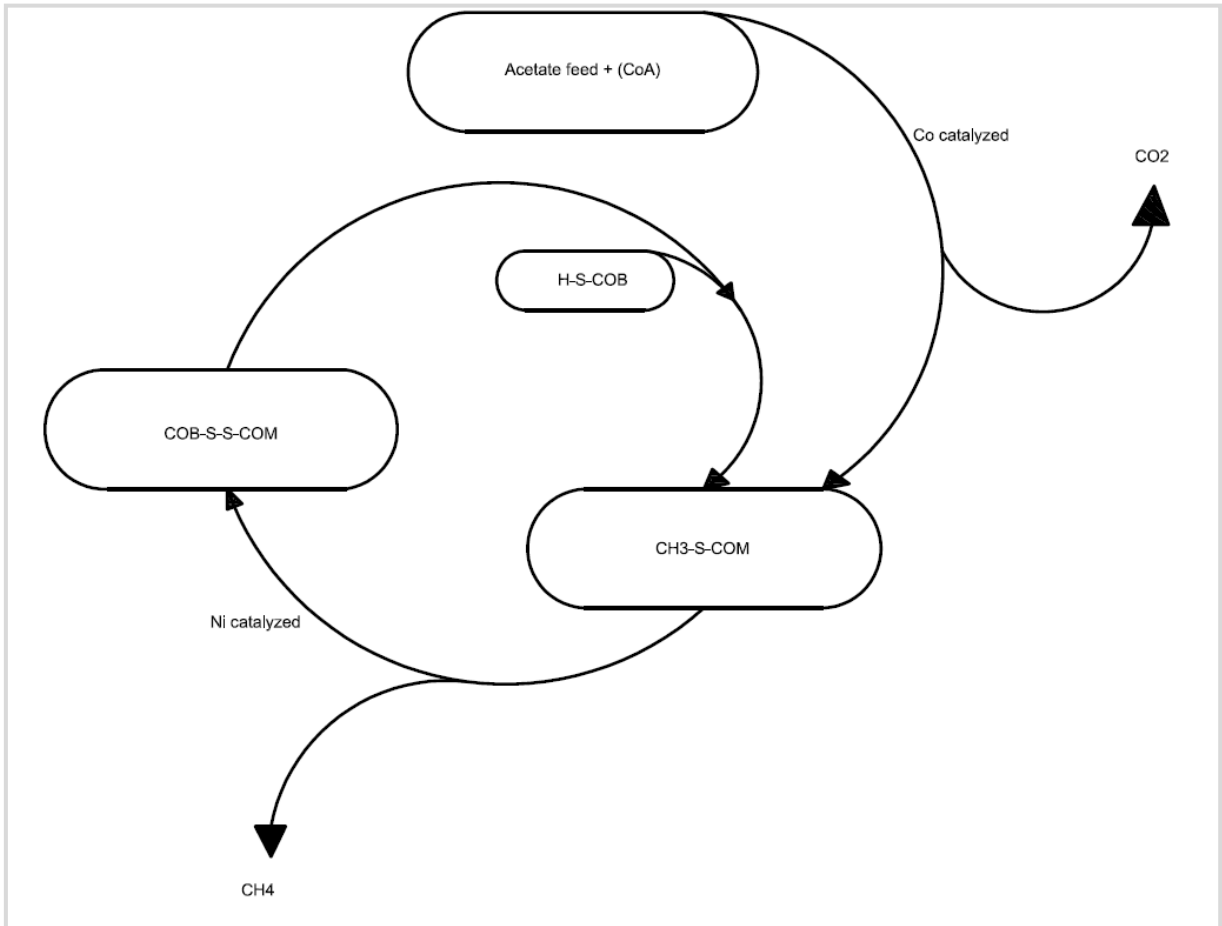 Acetate feed + (CoA)
Co catalyzed
CO2
H-S-COB
COB-S-S-COM
CH3-S-COM
Ni catalyzed
CH4